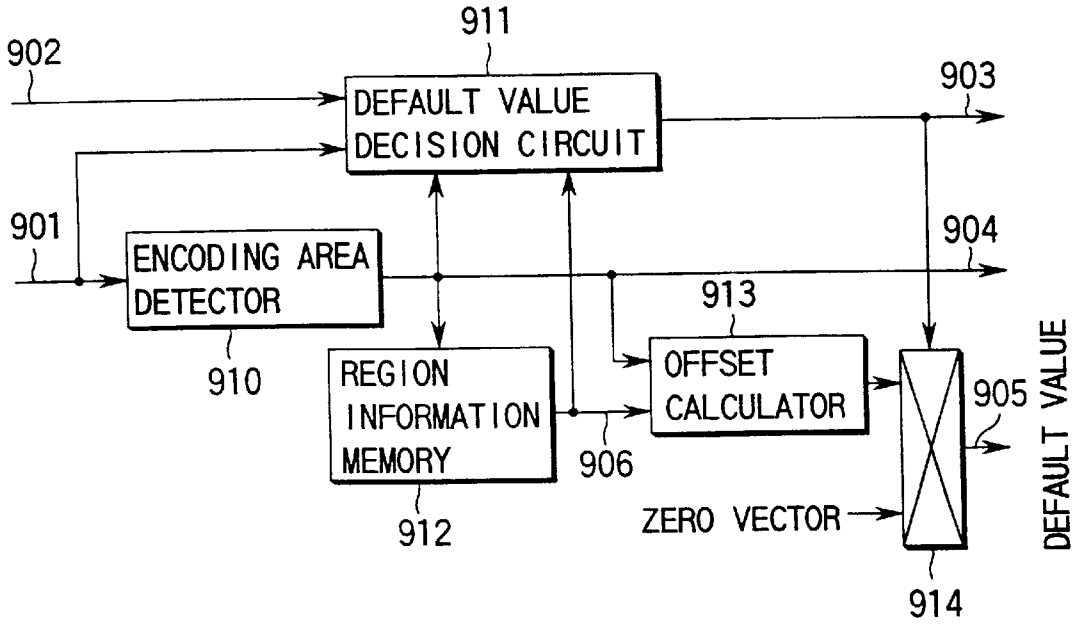 911
902
903
DEFAULT VALUE
DECISION CIRCUIT
901
904
ENCODING AREA
DETECTOR
913
910
REGION
INFORMATION
MEMORY
OFFSET
CALCULATOR
905
DEFAULT VALUE
906
912
ZERO VECTOR
914